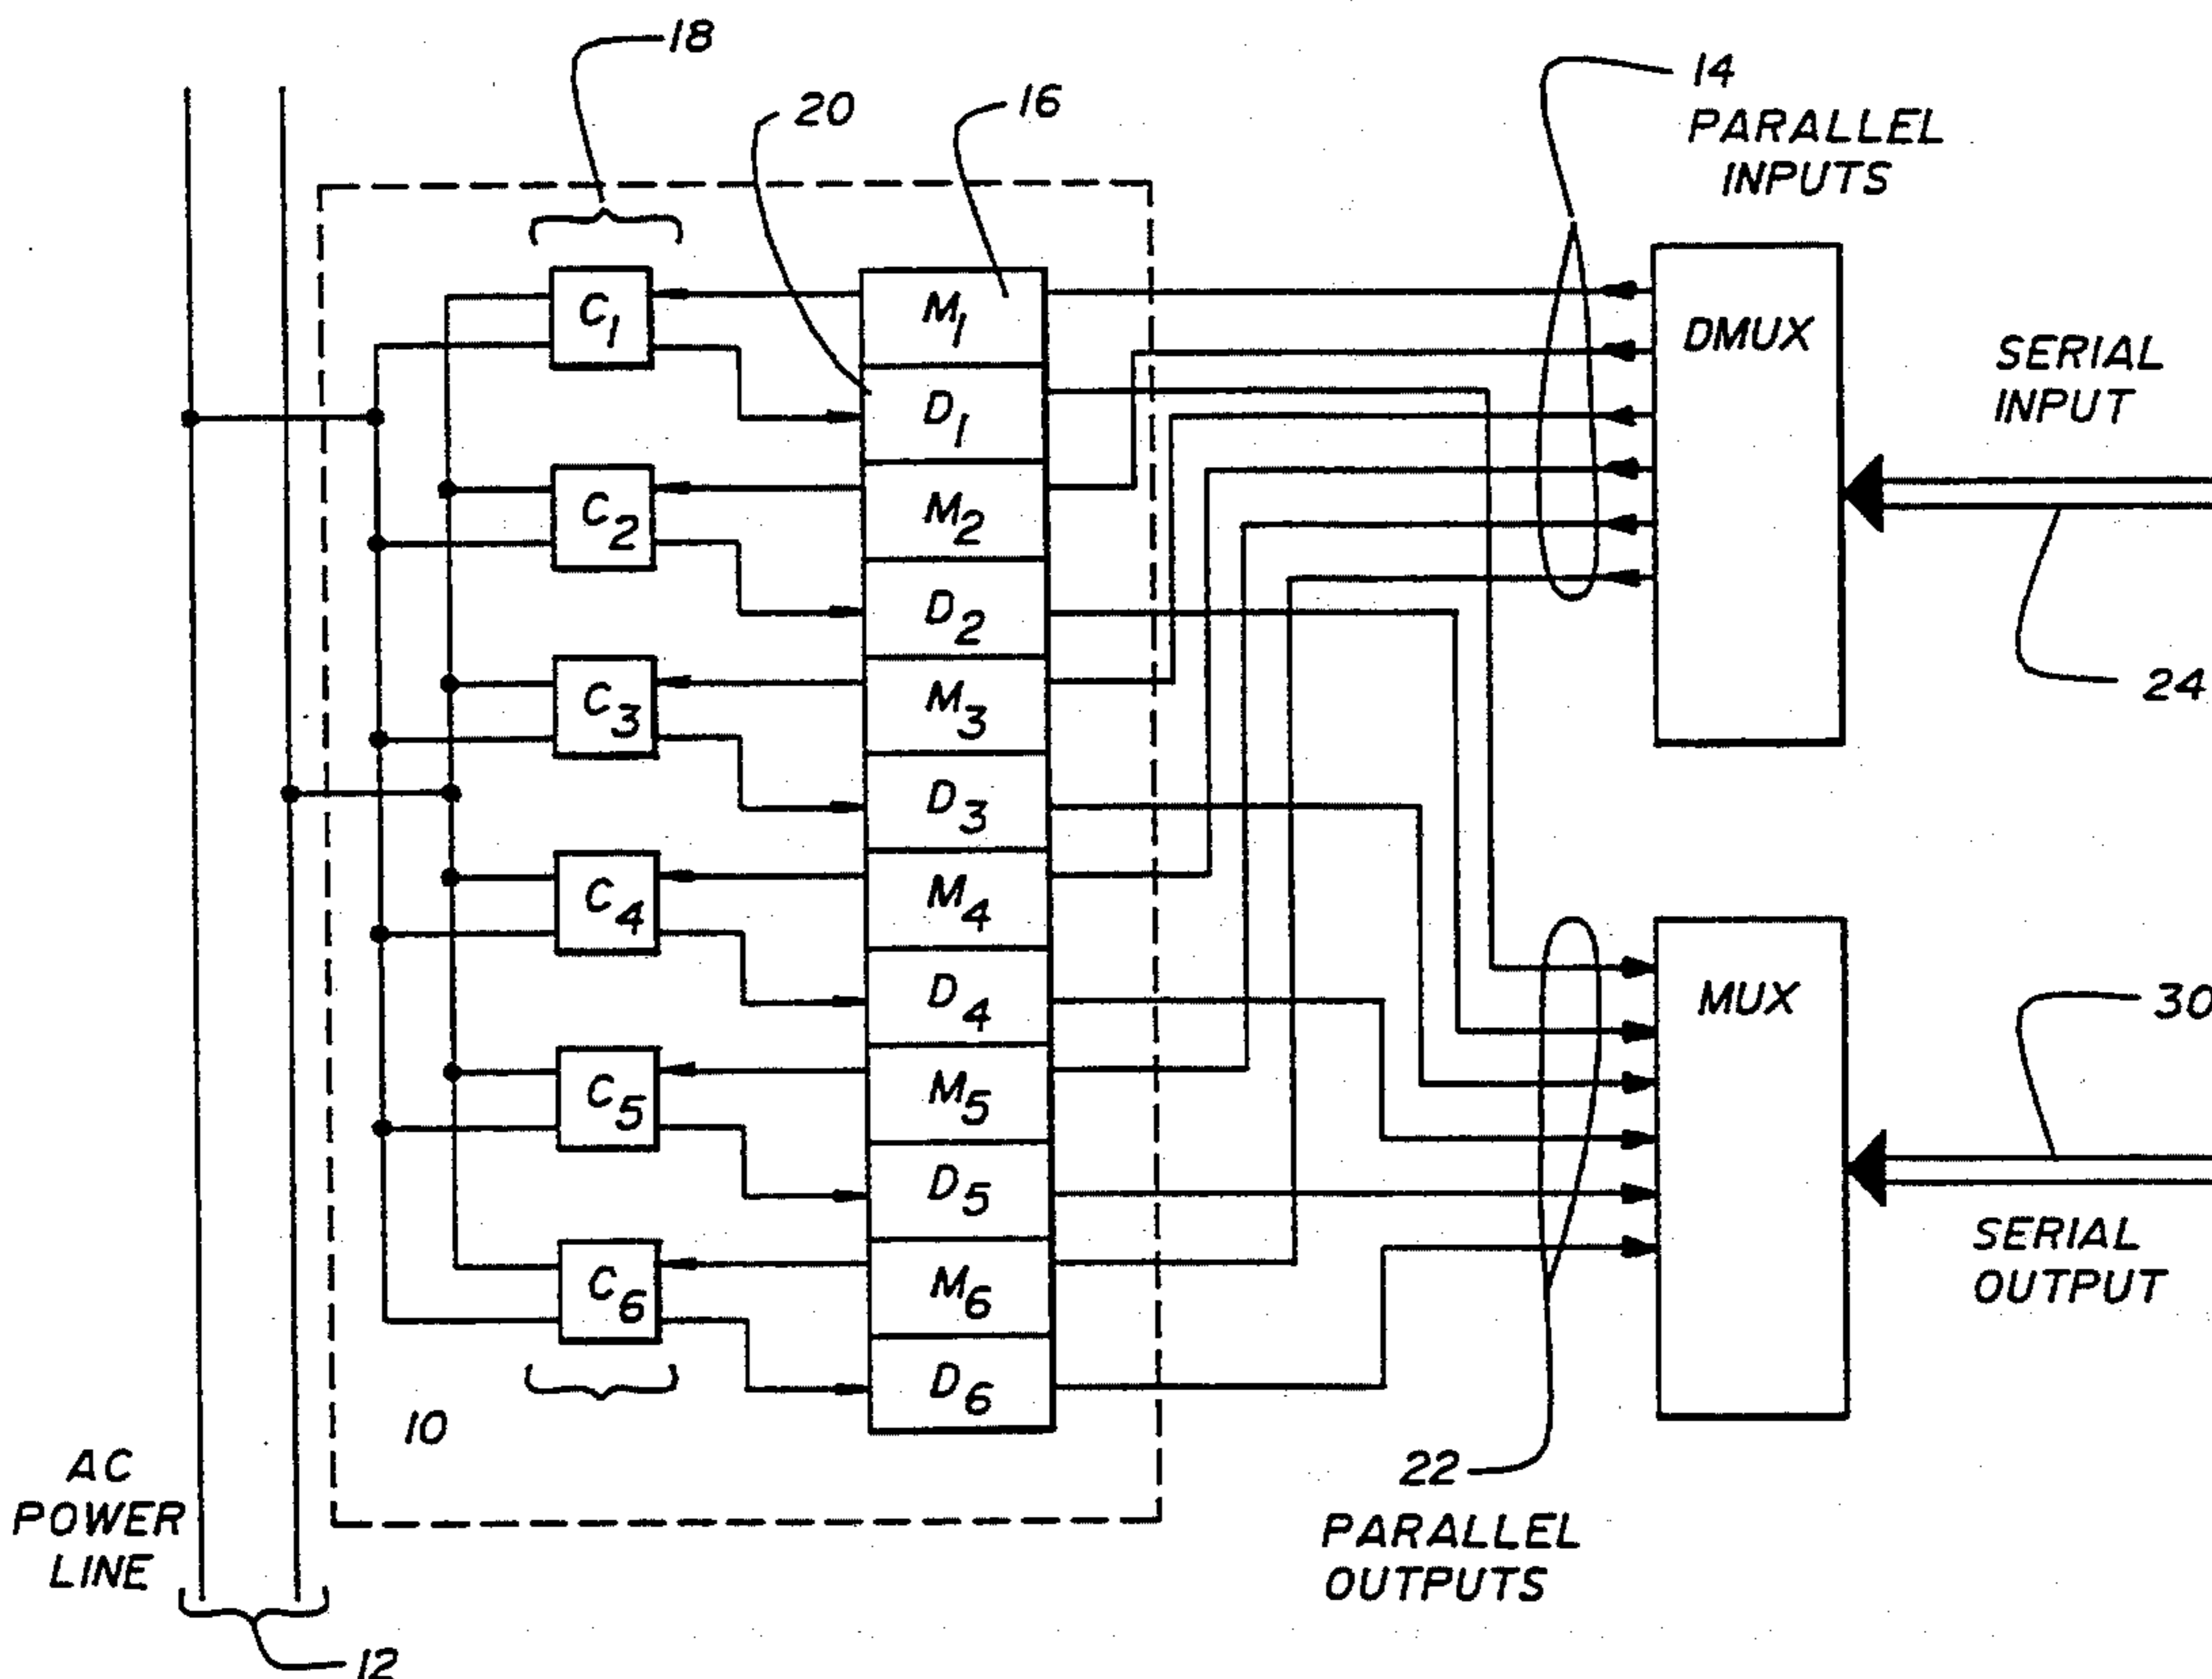 18
20
16
14
PARALLEL
INPUTS
C1
M1
DMUX
SERIAL
INPUT
D1
C2
M2
D2
24
C3
M3
D3
C4
M4
D4
MUX
30
C5
M5
D5
SERIAL
OUTPUT
C6
M6
D6
10
AC
POWER
LINE
22
PARALLEL
OUTPUTS
12